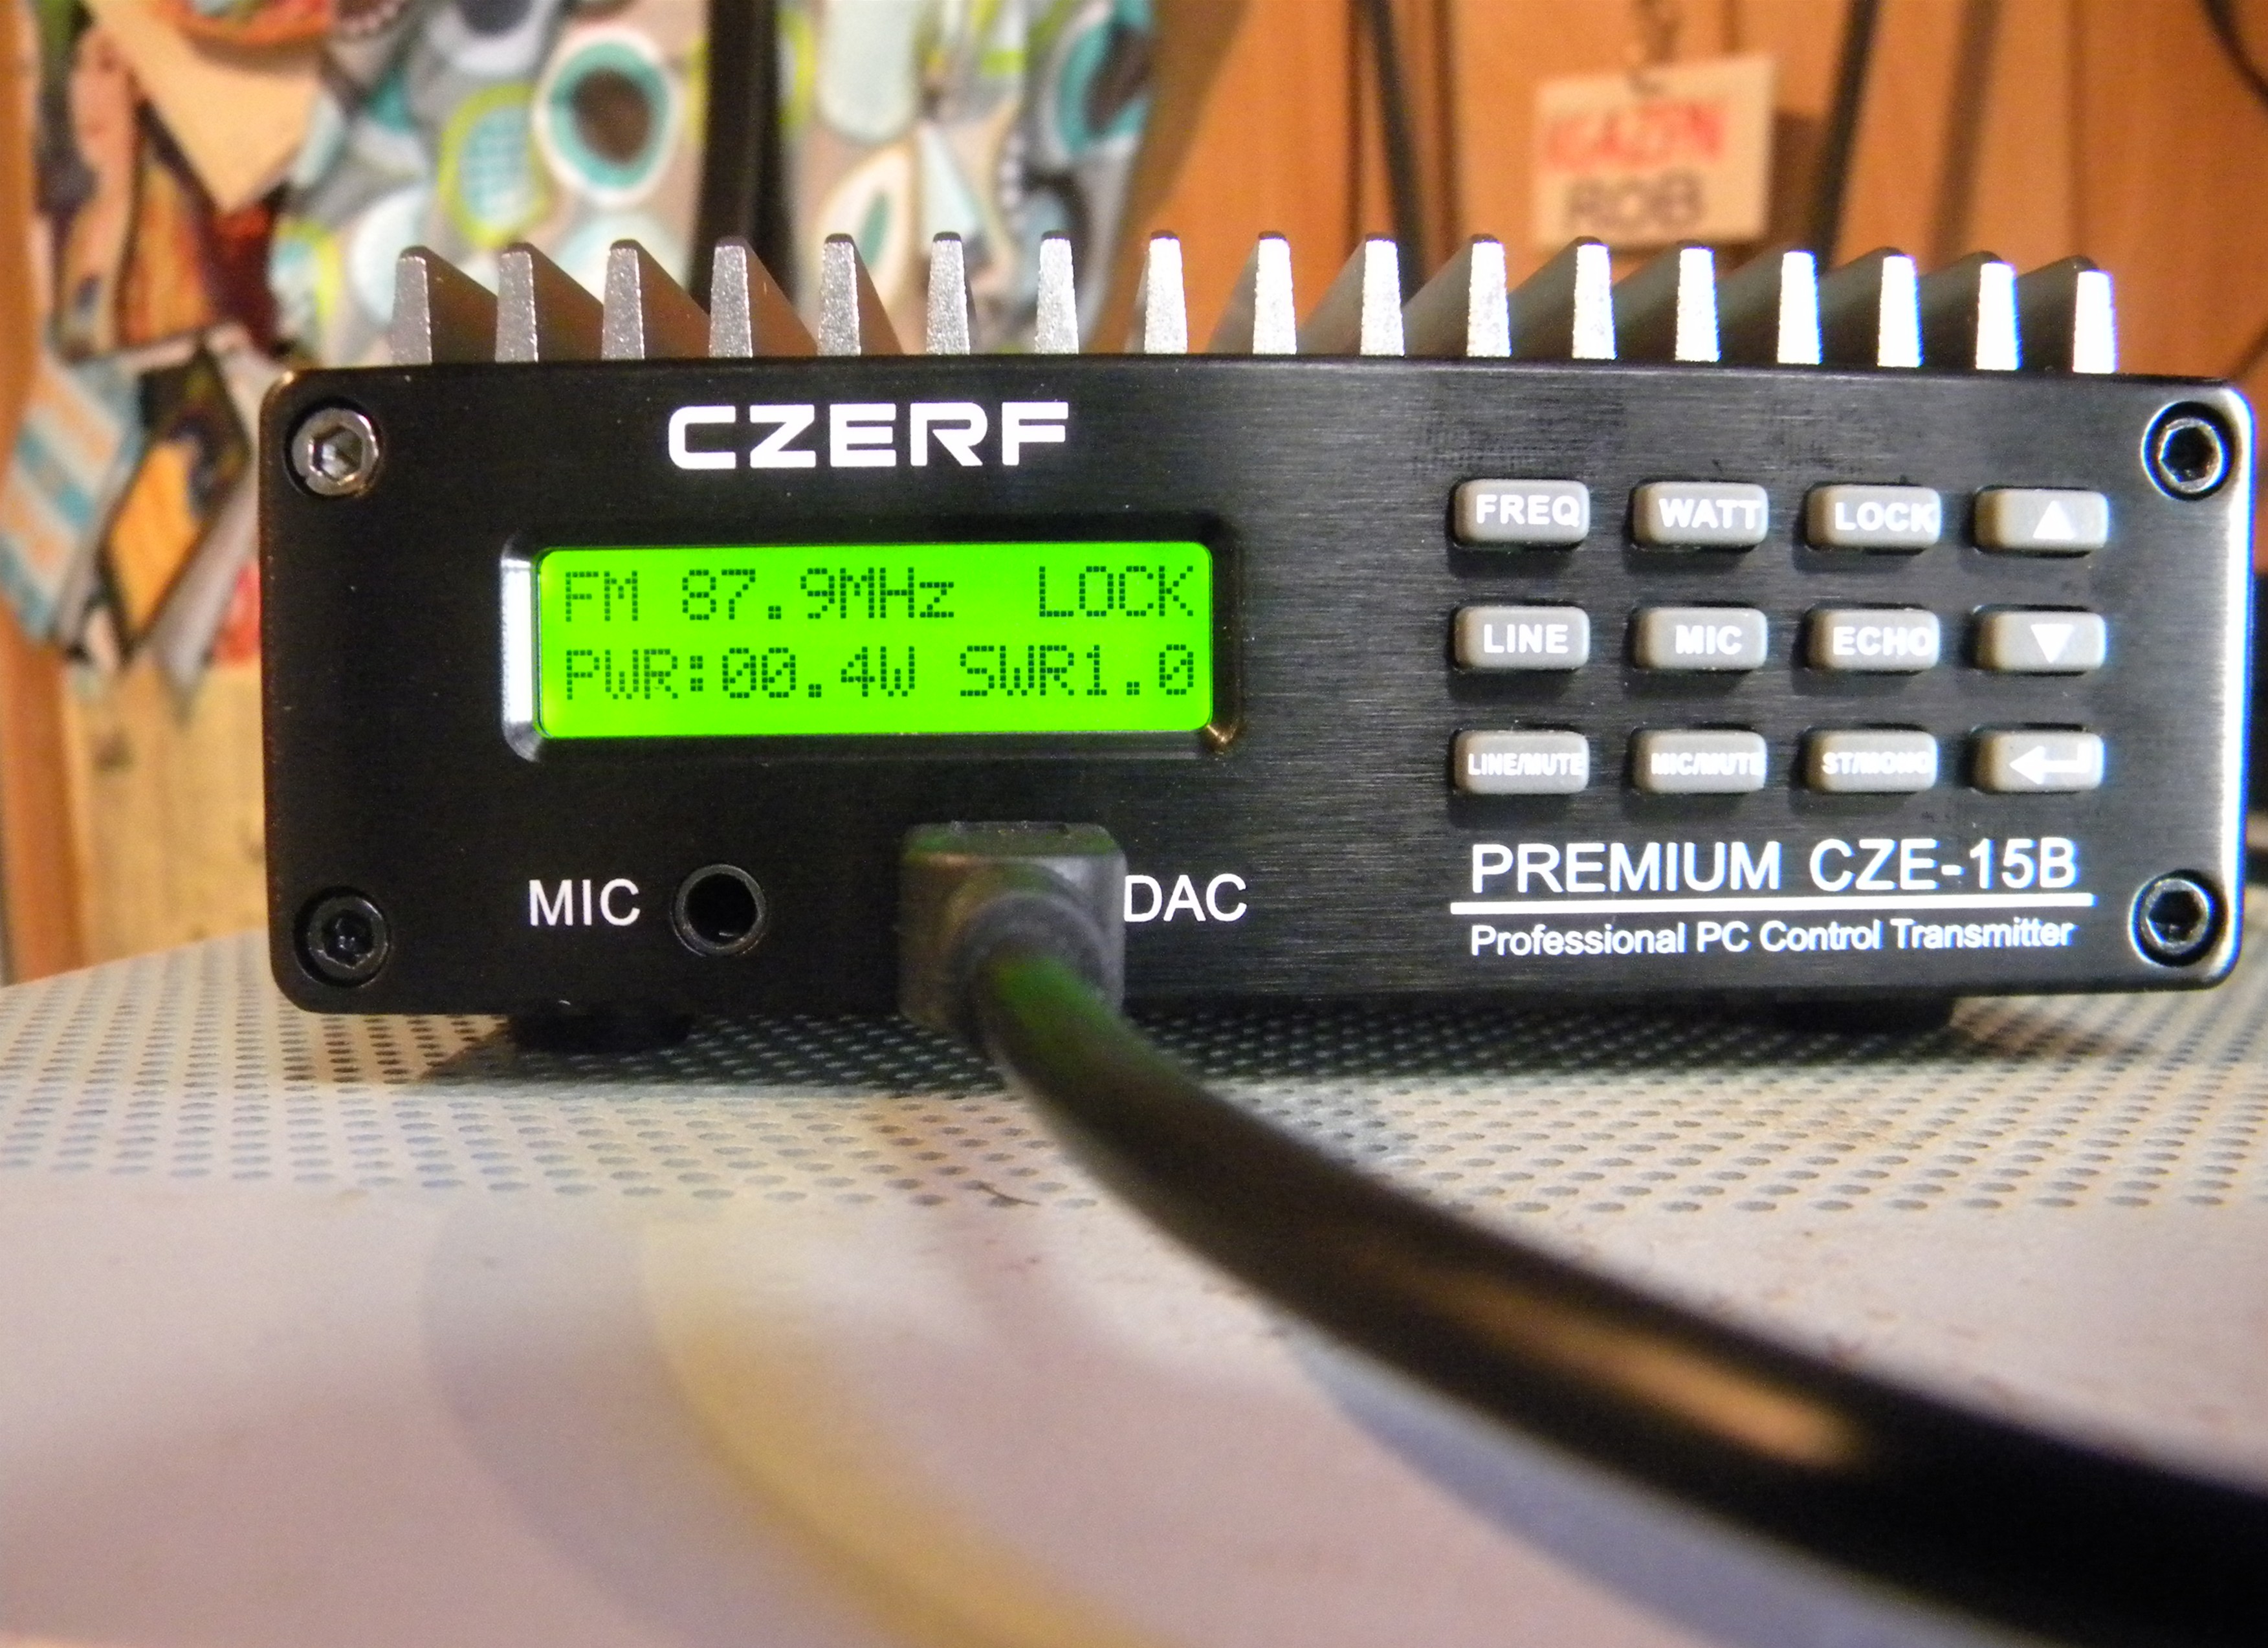 ROB
CZERF
FM 87.9MHz LOCK
PWR:00.4W SWR1.0
FREQ WATT LOCK ▲
LINE MIC ECHO ▼
LINE/MUTE MIC/MUTE ST/MONO
MIC
DAC
PREMIUM CZE-15B
Professional PC Control Transmitter